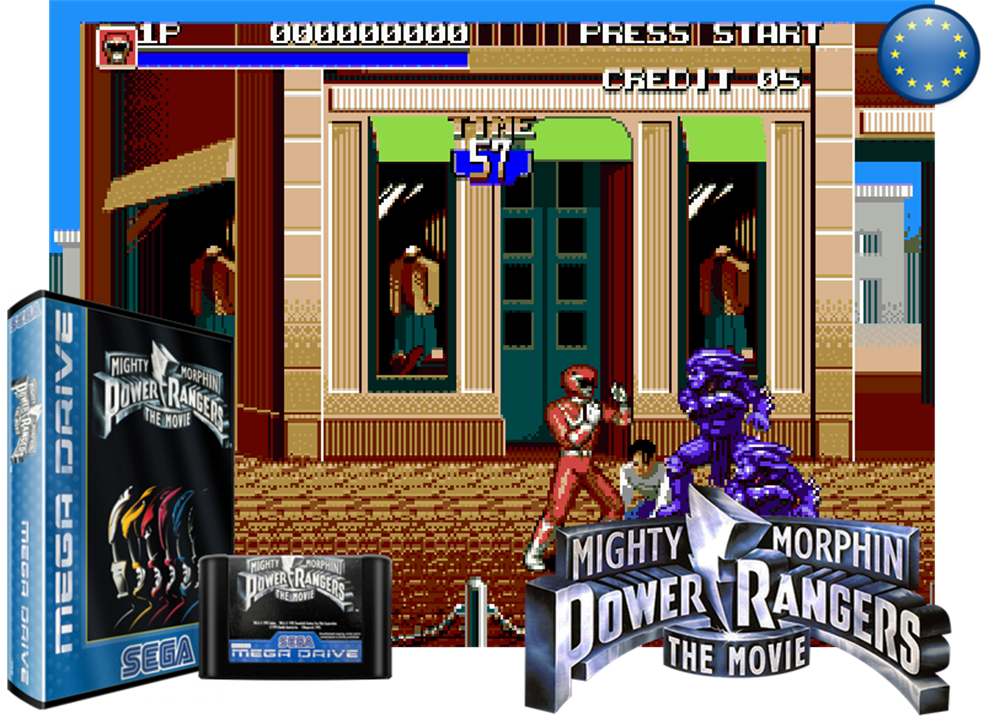 1P 000000000 PRESS START
CREDIT 05
TIME
57
SEGA
MEGA DRIVE
MEGA DRIVE
MIGHTY MORPHIN
POWER RANGERS
THE MOVIE
SEGA
MIGHTY MORPHIN
POWER RANGERS
THE MOVIE
SEGA
MEGA DRIVE
MIGHTY MORPHIN
POWER RANGERS
THE MOVIE